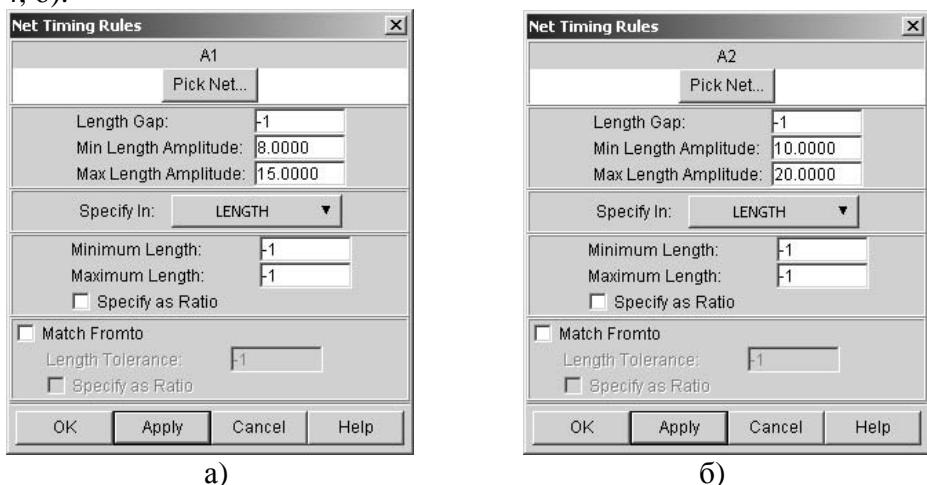 4, б).
Net Timing Rules
A1
Pick Net...
Length Gap: -1
Min Length Amplitude: 8.0000
Max Length Amplitude: 15.0000
Specify In: LENGTH
Minimum Length: -1
Maximum Length: -1
Specify as Ratio
Match Fromto
Length Tolerance: -1
Specify as Ratio
OK Apply Cancel Help
а)
Net Timing Rules
A2
Pick Net...
Length Gap: -1
Min Length Amplitude: 10.0000
Max Length Amplitude: 20.0000
Specify In: LENGTH
Minimum Length: -1
Maximum Length: -1
Specify as Ratio
Match Fromto
Length Tolerance: -1
Specify as Ratio
OK Apply Cancel Help
б)